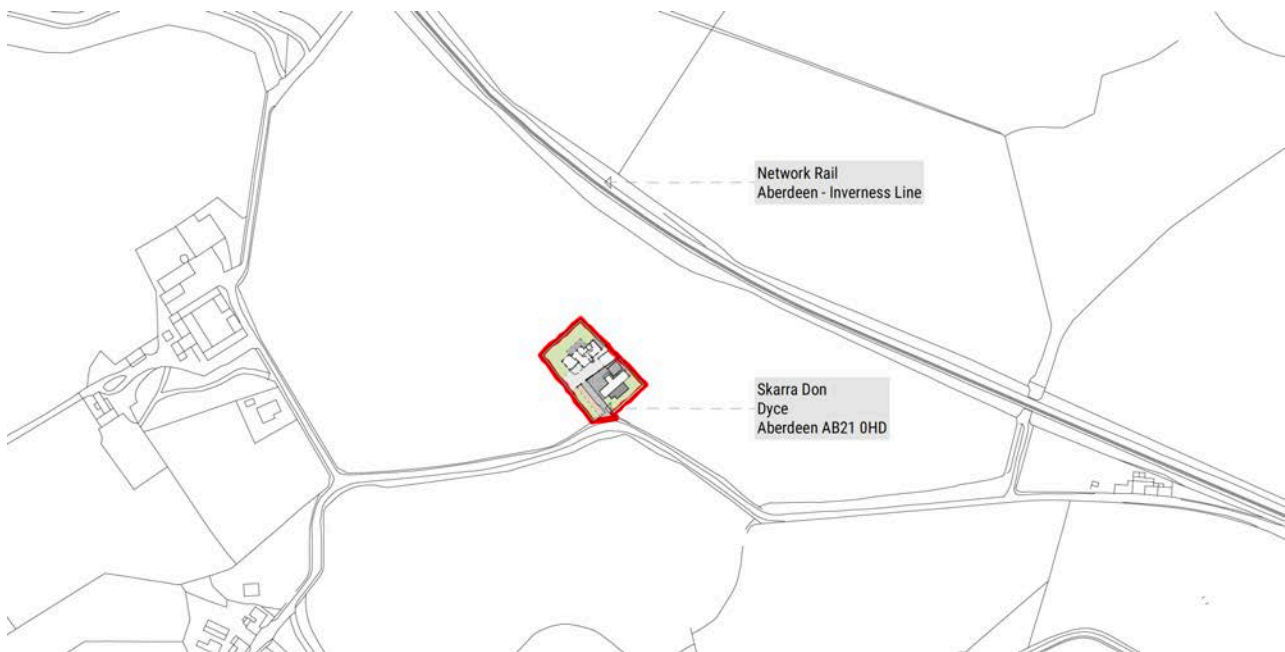 Network Rail
Aberdeen - Inverness Line
Skarra Don
Dyce
Aberdeen AB21 0HD